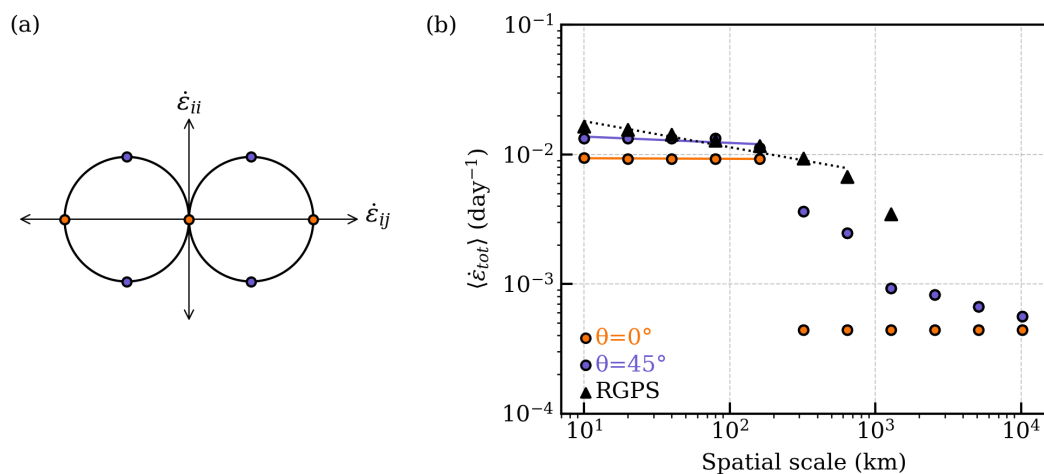 (a)
ε̇ii
ε̇ij
(b)
⟨ε̇tot⟩ (day⁻¹)
10⁻¹
10⁻²
10⁻³
10⁻⁴
θ=0°
θ=45°
RGPS
10¹ 10² 10³ 10⁴
Spatial scale (km)